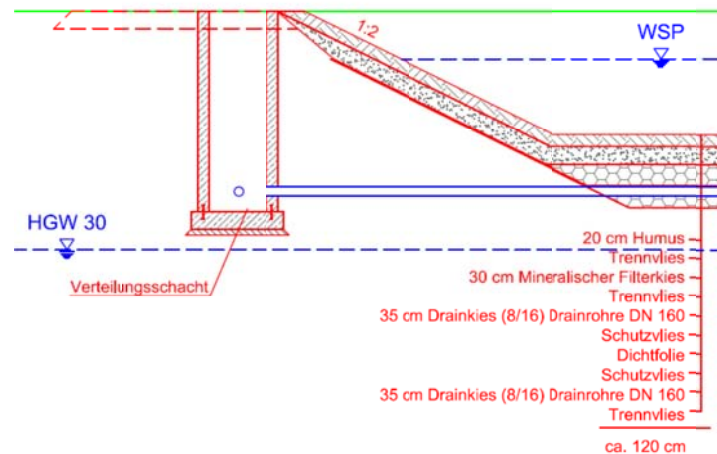 1:2
WSP
HGW 30
Verteilungsschacht
20 cm Humus
Trennvlies
30 cm Mineralischer Filterkies
Trennvlies
35 cm Drainkies (8/16) Drainrohre DN 160
Schutzvlies
Dichtfolie
Schutzvlies
35 cm Drainkies (8/16) Drainrohre DN 160
Trennvlies
ca. 120 cm